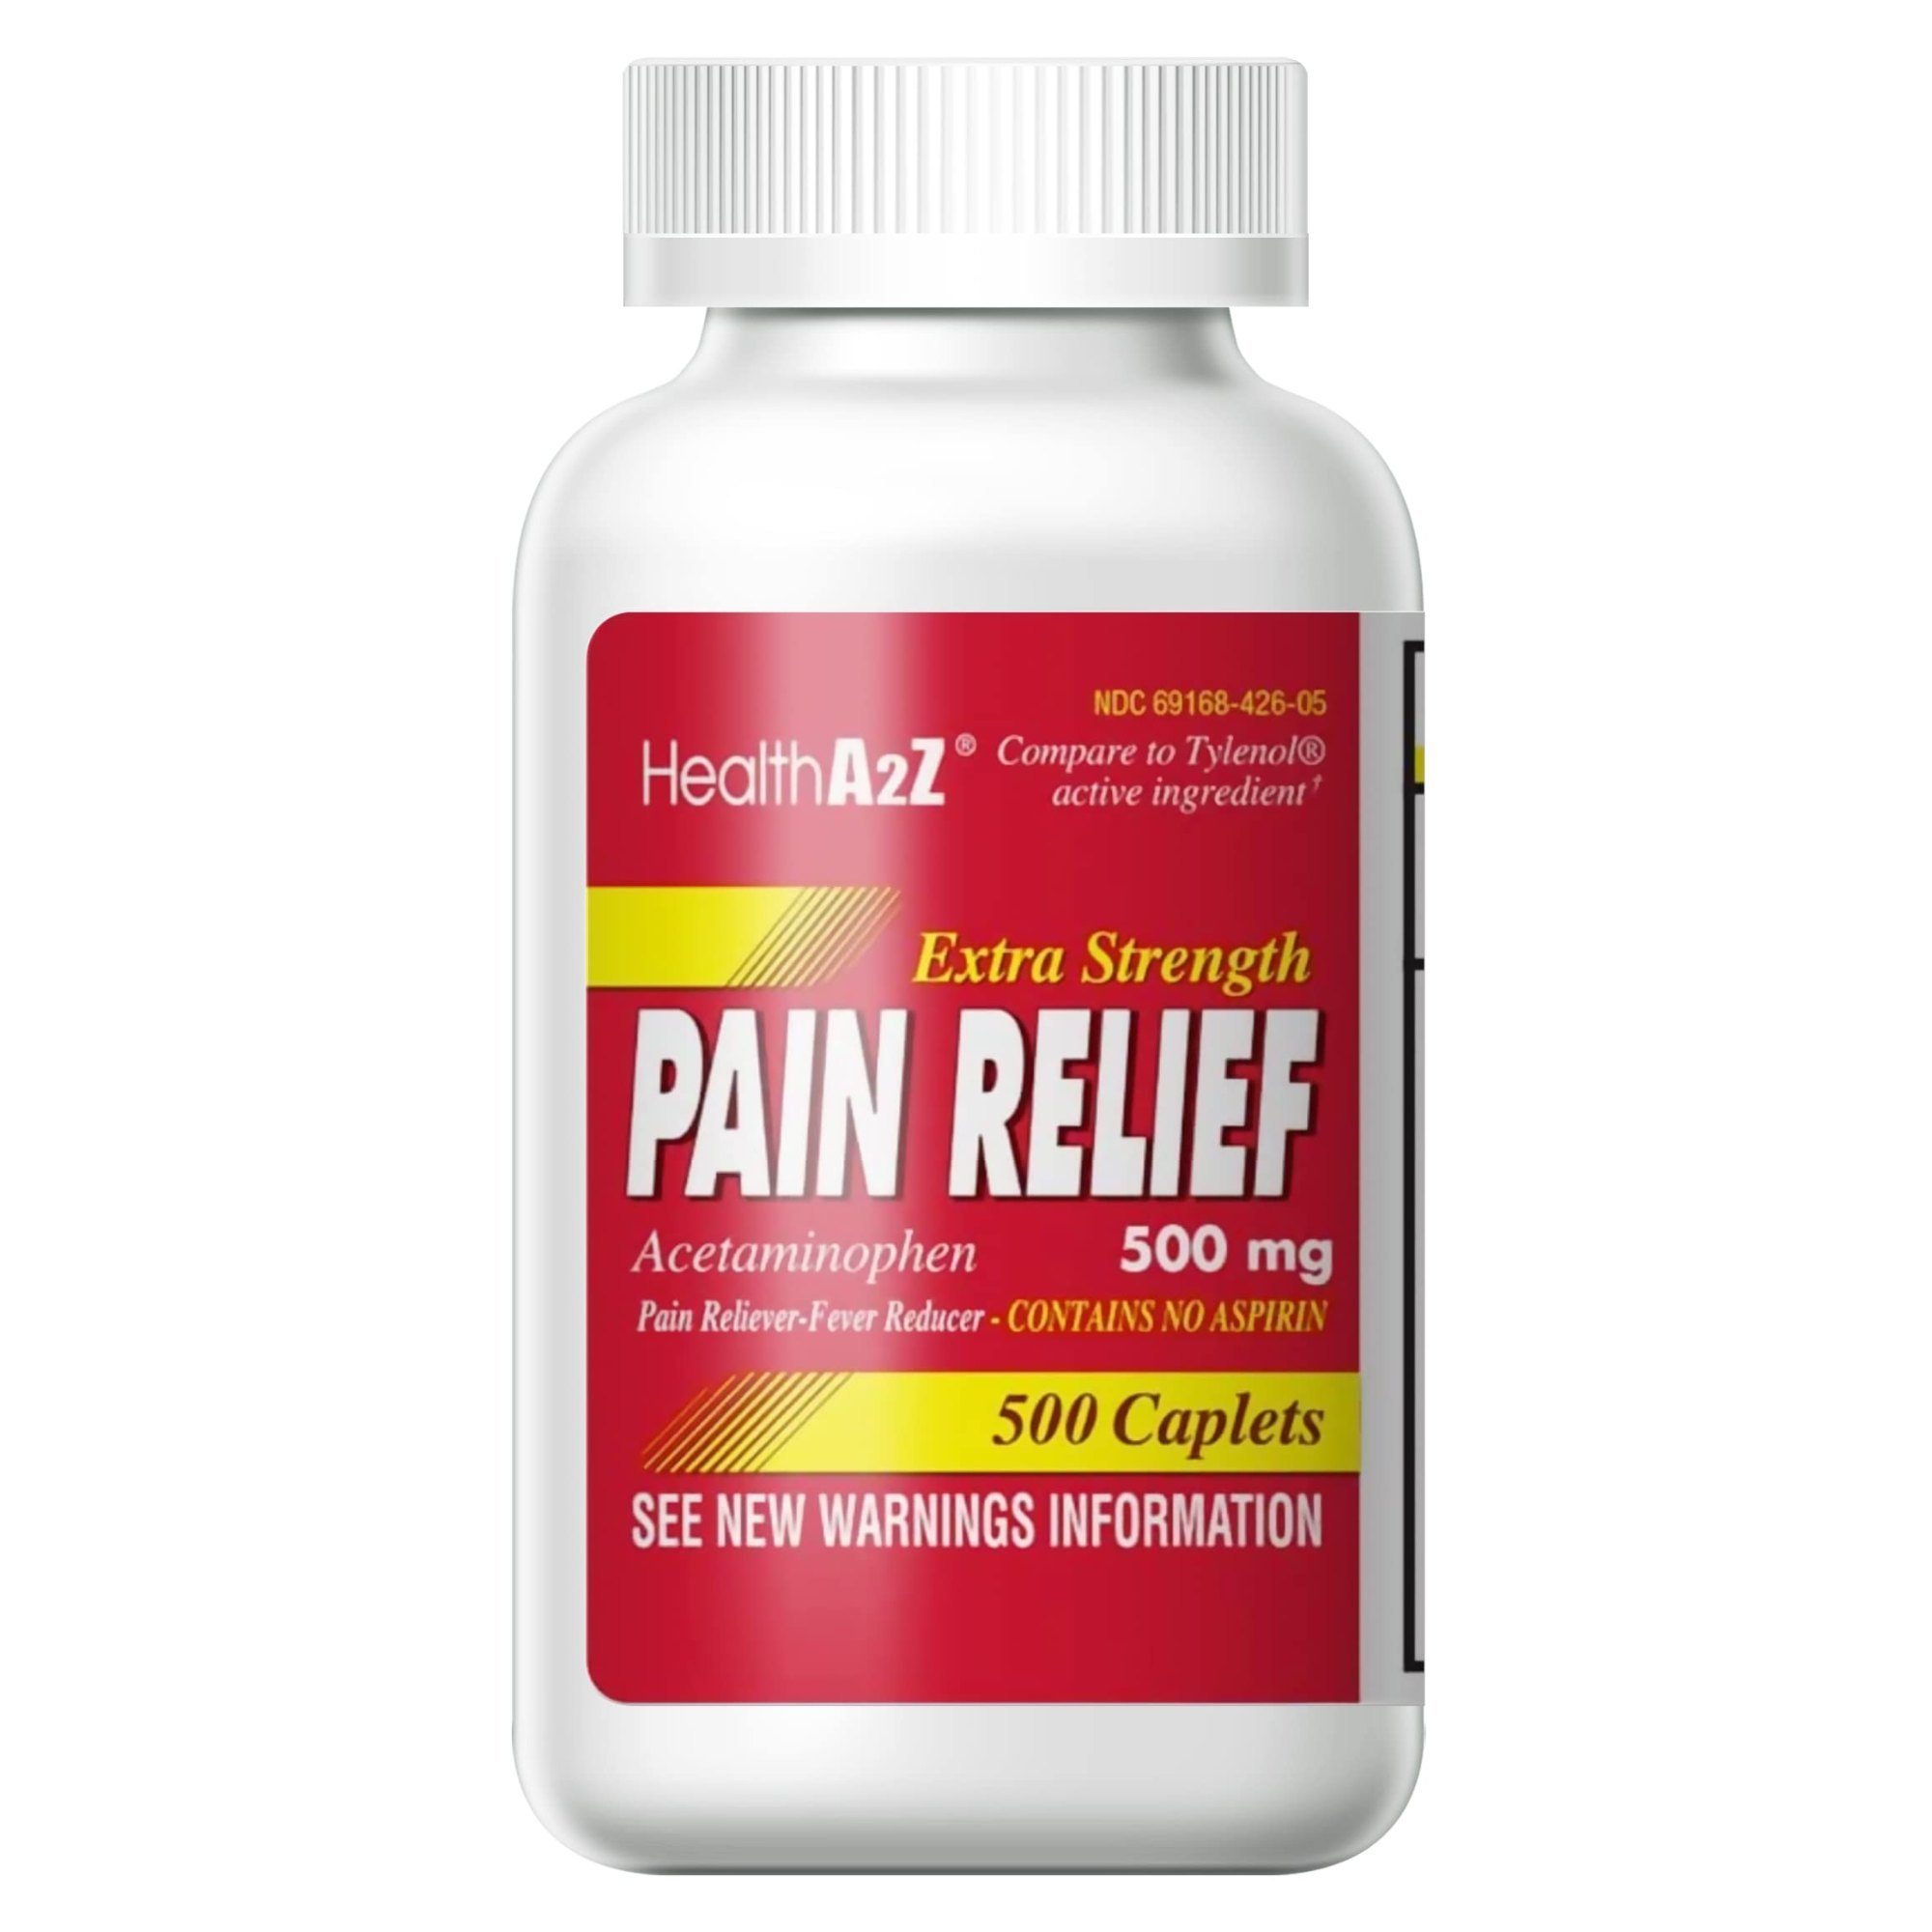 NDC 69168-426-05
HealthA2Z® Compare to Tylenol®
active ingredient†
Extra Strength
PAIN RELIEF
Acetaminophen 500 mg
Pain Reliever-Fever Reducer - CONTAINS NO ASPIRIN
500 Caplets
SEE NEW WARNINGS INFORMATION